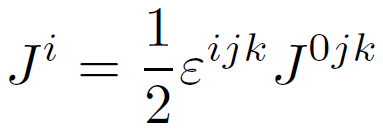 J^i = \frac{1}{2} \varepsilon^{ijk} J^{0jk}